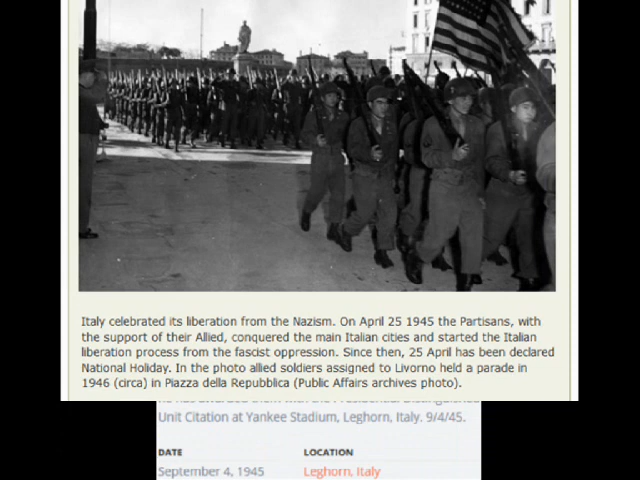 Italy celebrated its liberation from the Nazism. On April 25 1945 the Partisans, with
the support of their Allied, conquered the main Italian cities and started the Italian
liberation process from the fascist oppression. Since then, 25 April has been declared
National Holiday. In the photo allied soldiers assigned to Livorno held a parade in
1946 (circa) in Piazza della Repubblica (Public Affairs archives photo).
Unit Citation at Yankee Stadium, Leghorn, Italy. 9/4/45.
DATE LOCATION
September 4, 1945 Leghorn, Italy